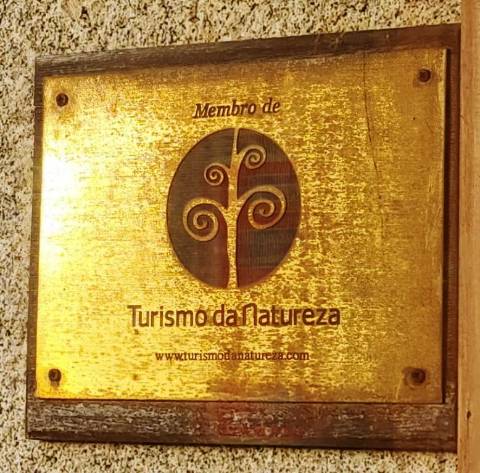 Membro de
Turismo da Natureza
www.turismodanatureza.com